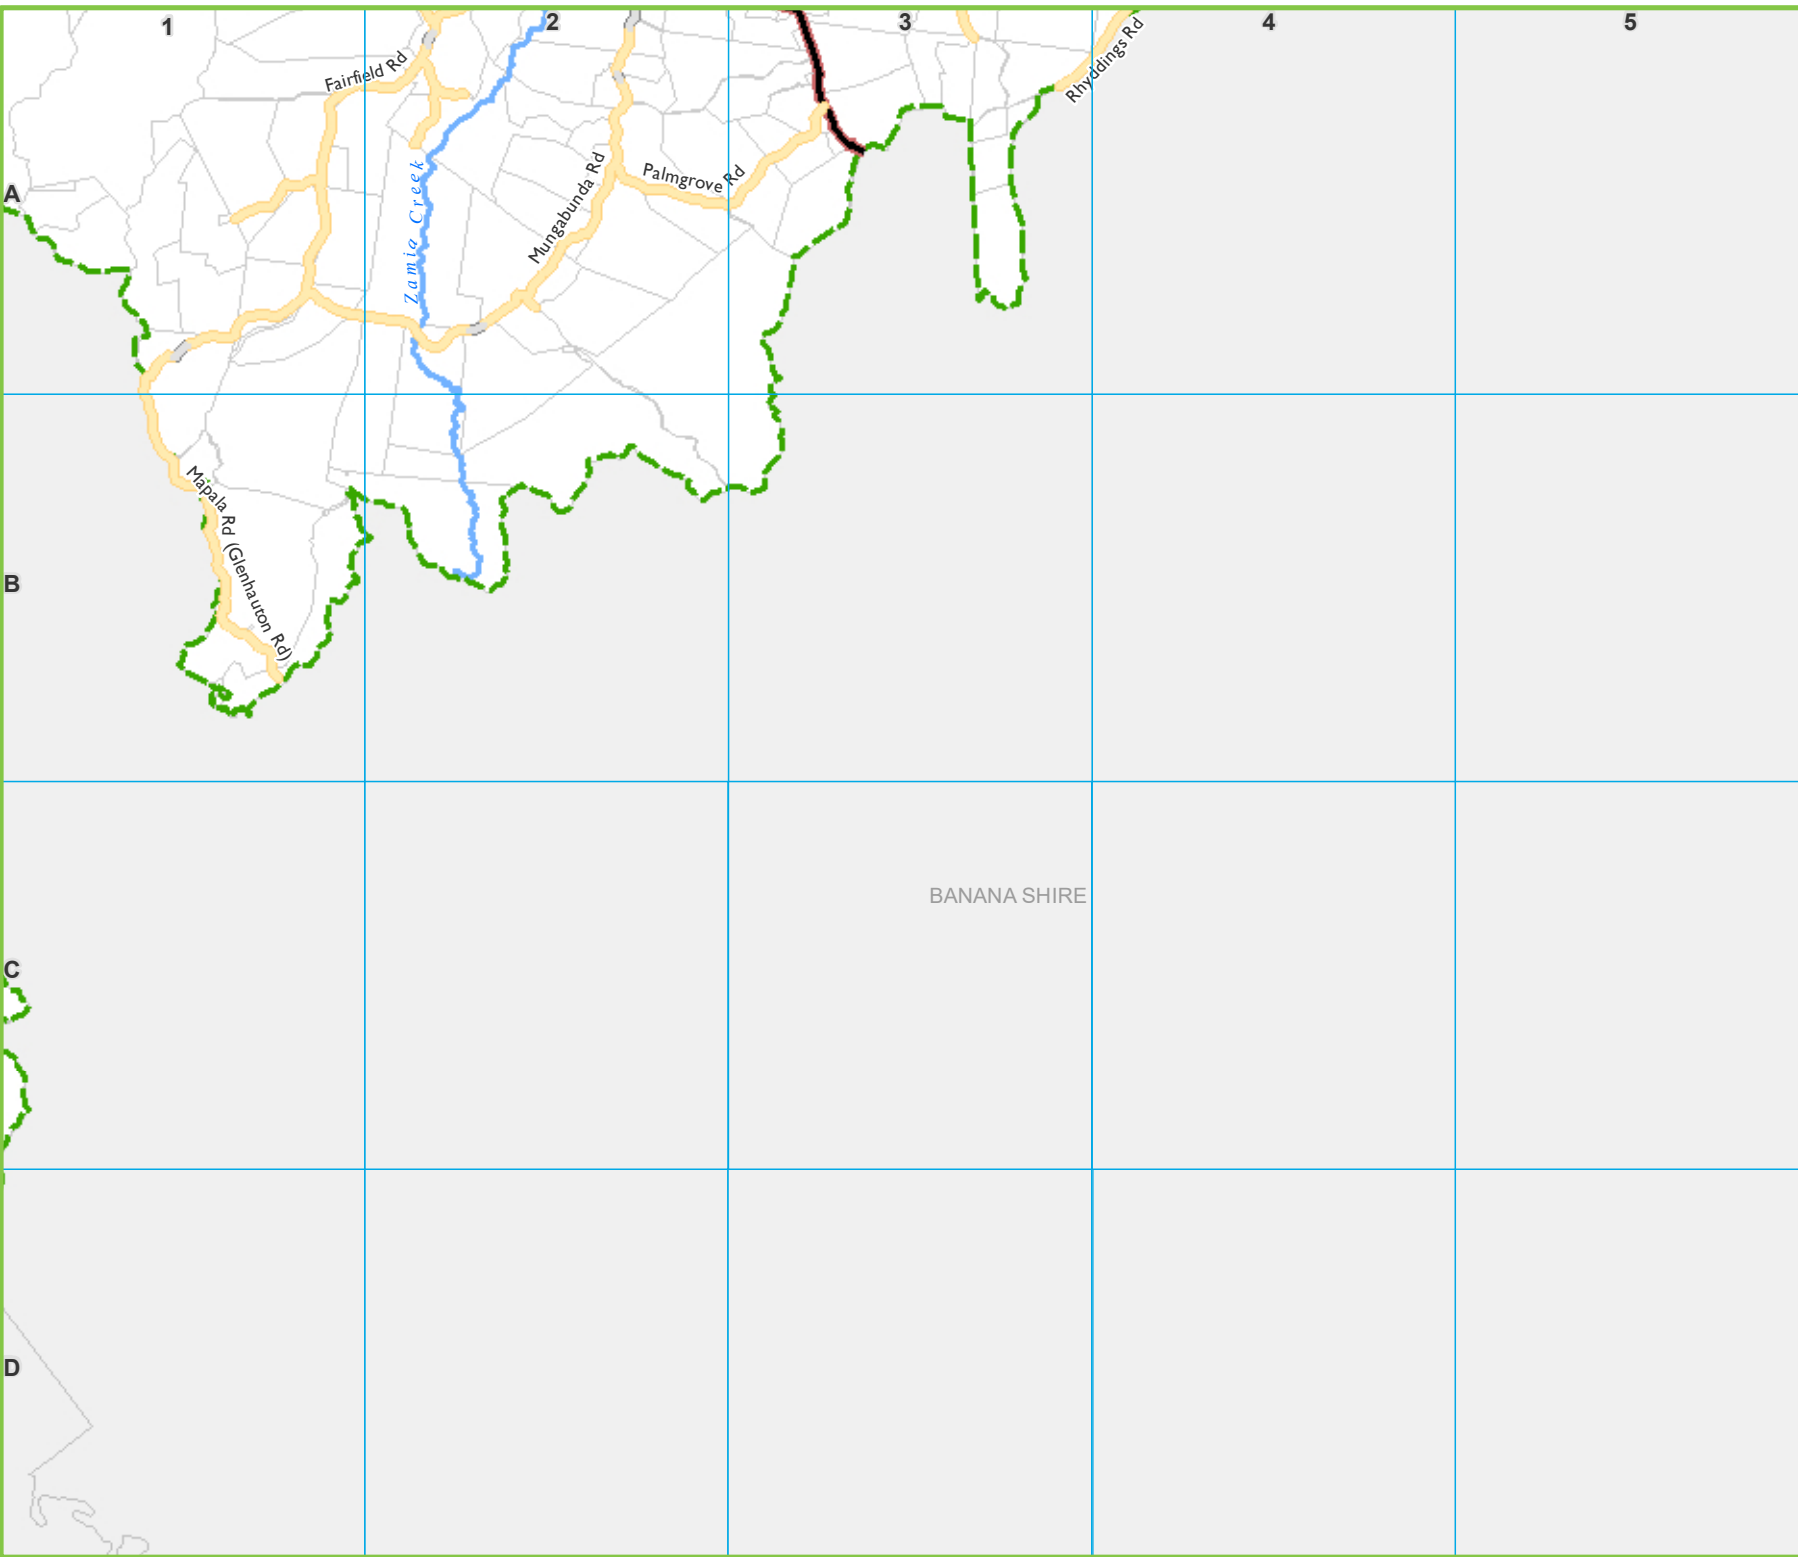 1
2
3
4
5
Fairfield Rd
Rhyddings Rd
A
Zamia Creek
Mungabunda Rd
Palmgrove Rd
Mapala Rd (Glenhauton Rd)
B
BANANA SHIRE
C
D